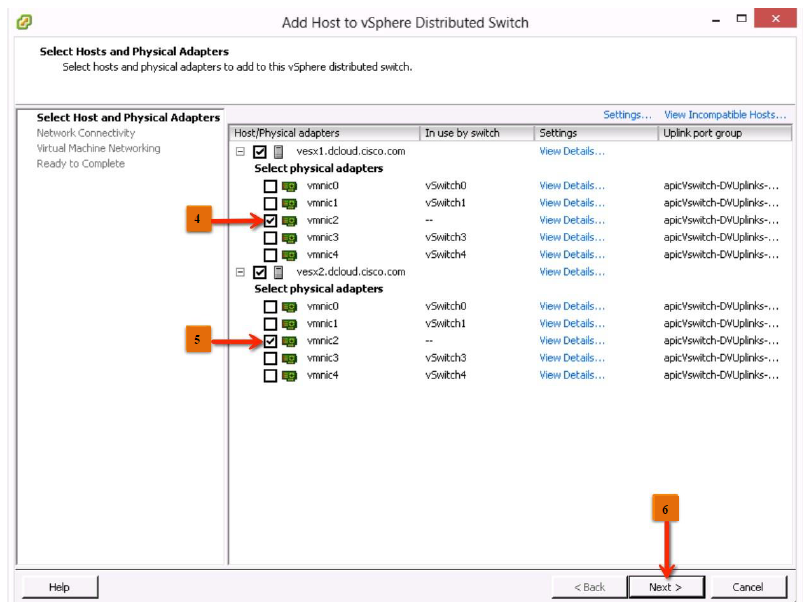 Add Host to vSphere Distributed Switch
Select Hosts and Physical Adapters
Select hosts and physical adapters to add to this vSphere distributed switch.
Settings... View Incompatible Hosts...
Select Host and Physical Adapters
Network Connectivity
Virtual Machine Networking
Ready to Complete
Host/Physical adapters In use by switch Settings Uplink port group
vesx1.dcloud.cisco.com View Details...
Select physical adapters
vmnic0 vSwitch0 View Details... apicVswitch-DVUplinks-...
vmnic1 vSwitch1 View Details... apicVswitch-DVUplinks-...
4 vmnic2 -- View Details... apicVswitch-DVUplinks-...
vmnic3 vSwitch3 View Details... apicVswitch-DVUplinks-...
vmnic4 vSwitch4 View Details... apicVswitch-DVUplinks-...
vesx2.dcloud.cisco.com View Details...
Select physical adapters
vmnic0 vSwitch0 View Details... apicVswitch-DVUplinks-...
vmnic1 vSwitch1 View Details... apicVswitch-DVUplinks-...
5 vmnic2 -- View Details... apicVswitch-DVUplinks-...
vmnic3 vSwitch3 View Details... apicVswitch-DVUplinks-...
vmnic4 vSwitch4 View Details... apicVswitch-DVUplinks-...
6
Help < Back Next > Cancel